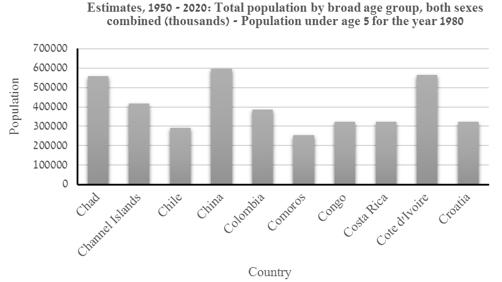 Estimates, 1950 - 2020: Total population by broad age group, both sexes
combined (thousands) - Population under age 5 for the year 1980
700000
600000
500000
400000
300000
200000
100000
0
Population
Chad
Channel Islands
Chile
China
Colombia
Comoros
Congo
Costa Rica
Cote d'Ivoire
Croatia
Country